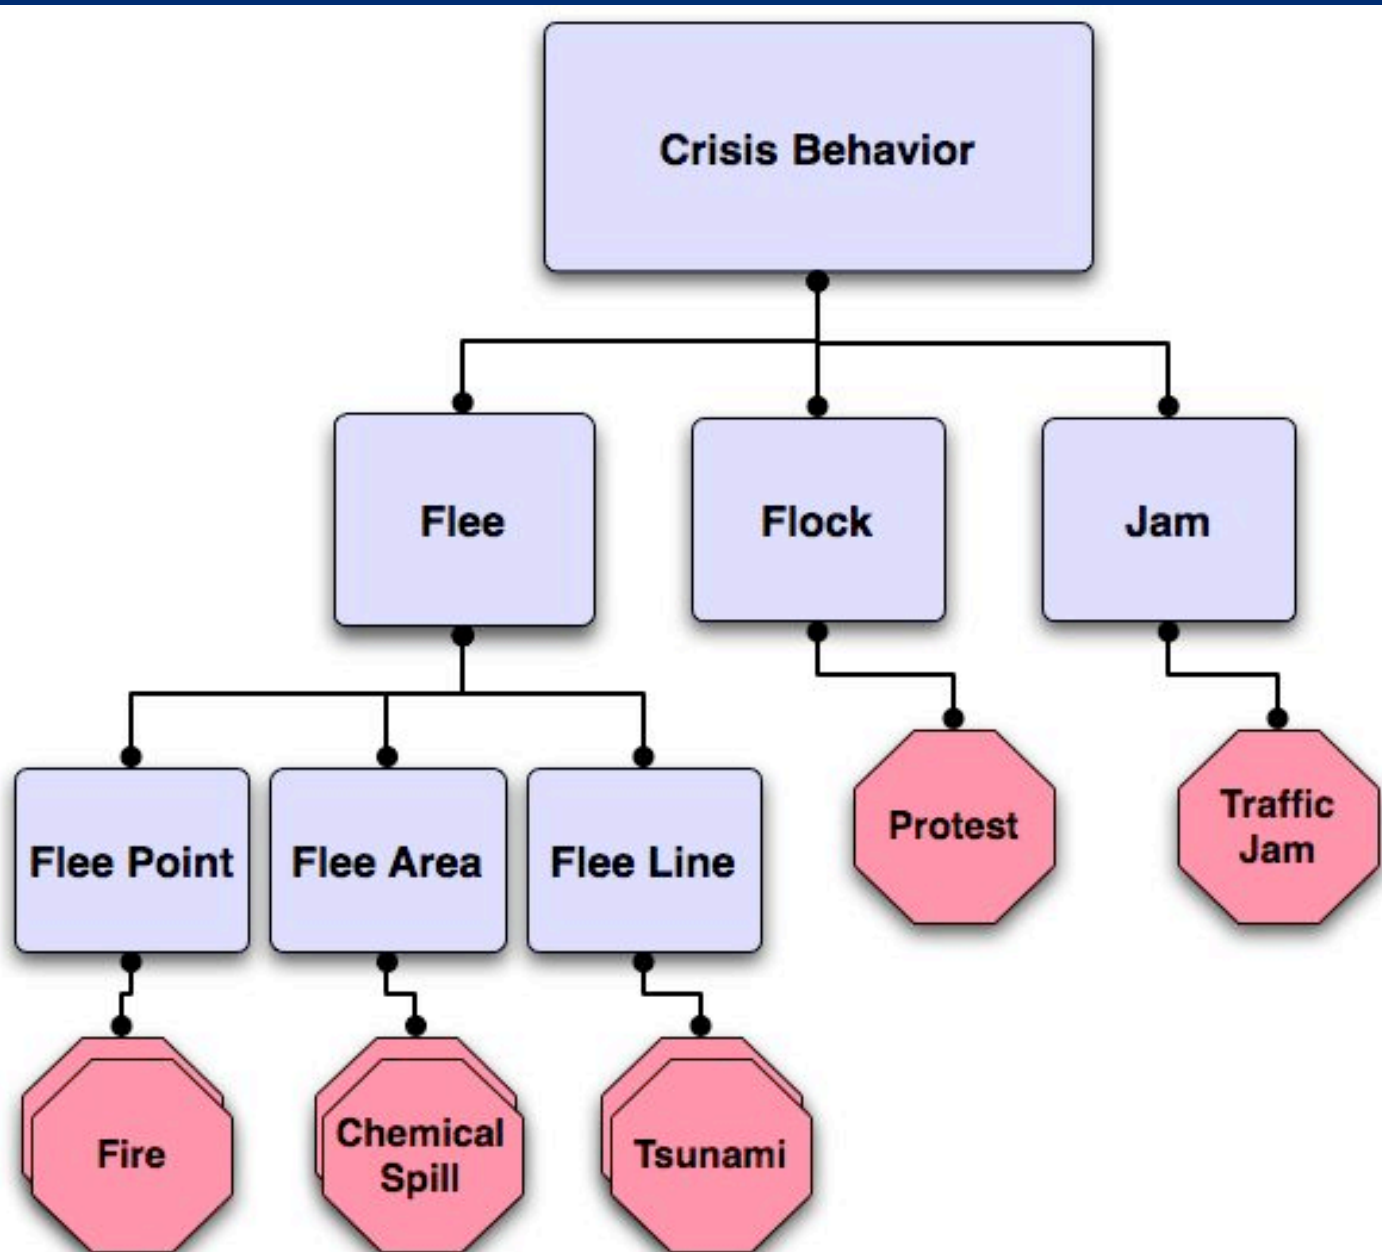 Crisis Behavior
Flee
Flock
Jam
Flee Point
Flee Area
Flee Line
Protest
Traffic
Jam
Fire
Chemical
Spill
Tsunami